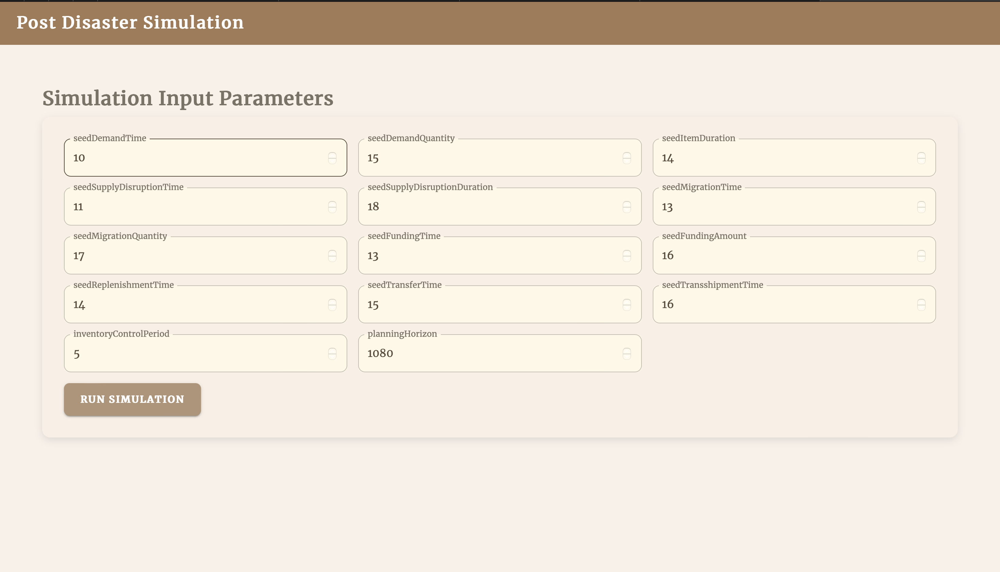 Post Disaster Simulation
Simulation Input Parameters
seedDemandTime
10
seedDemandQuantity
15
seedItemDuration
14
seedSupplyDisruptionTime
11
seedSupplyDisruptionDuration
18
seedMigrationTime
13
seedMigrationQuantity
17
seedFundingTime
13
seedFundingAmount
16
seedReplenishmentTime
14
seedTransferTime
15
seedTransshipmentTime
16
inventoryControlPeriod
5
planningHorizon
1080
RUN SIMULATION